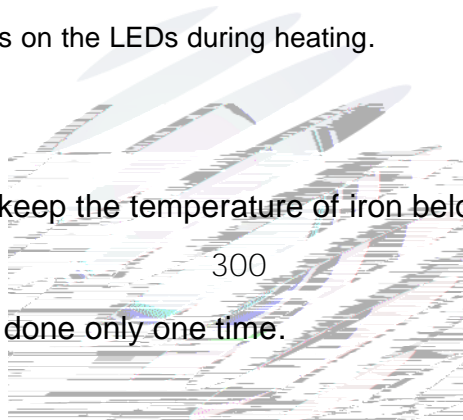 s on the LEDs during heating.
keep the temperature of iron belo
300
done only one time.